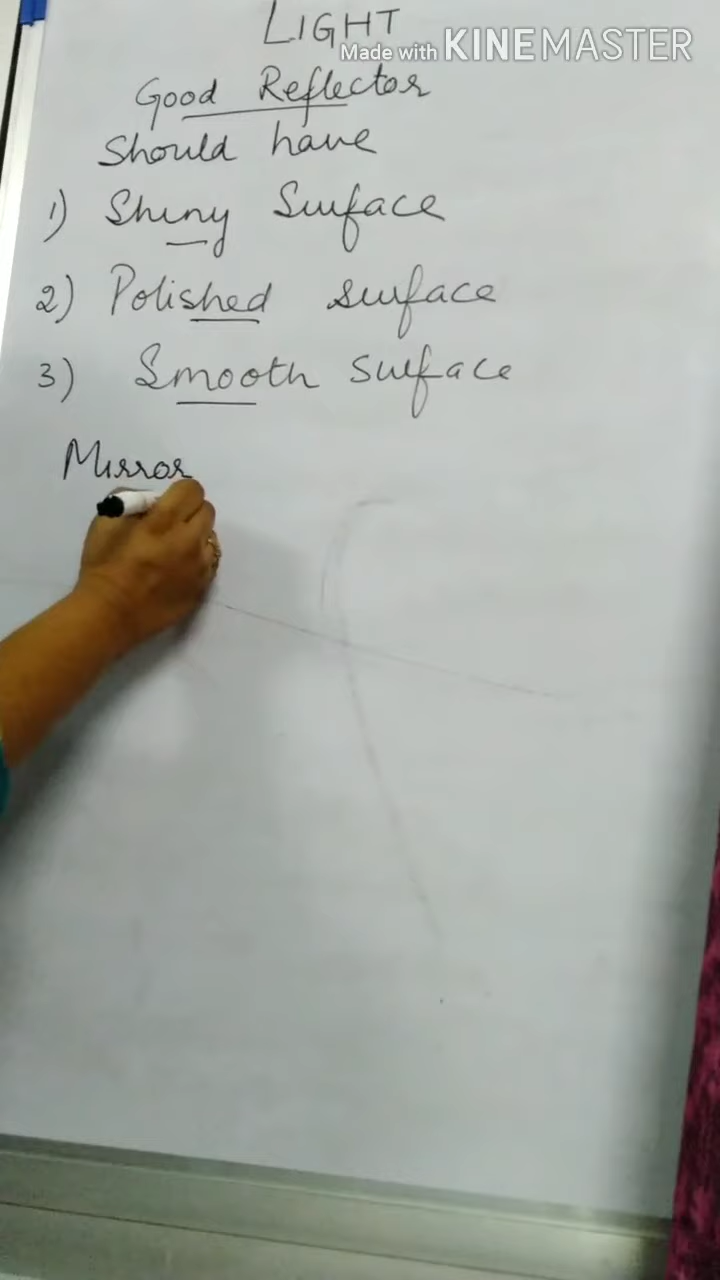 LIGHT
Made with KINEMASTER
Good Reflector
Should have
1) Shiny Surface
2) Polished surface
3) Smooth surface
Mirror